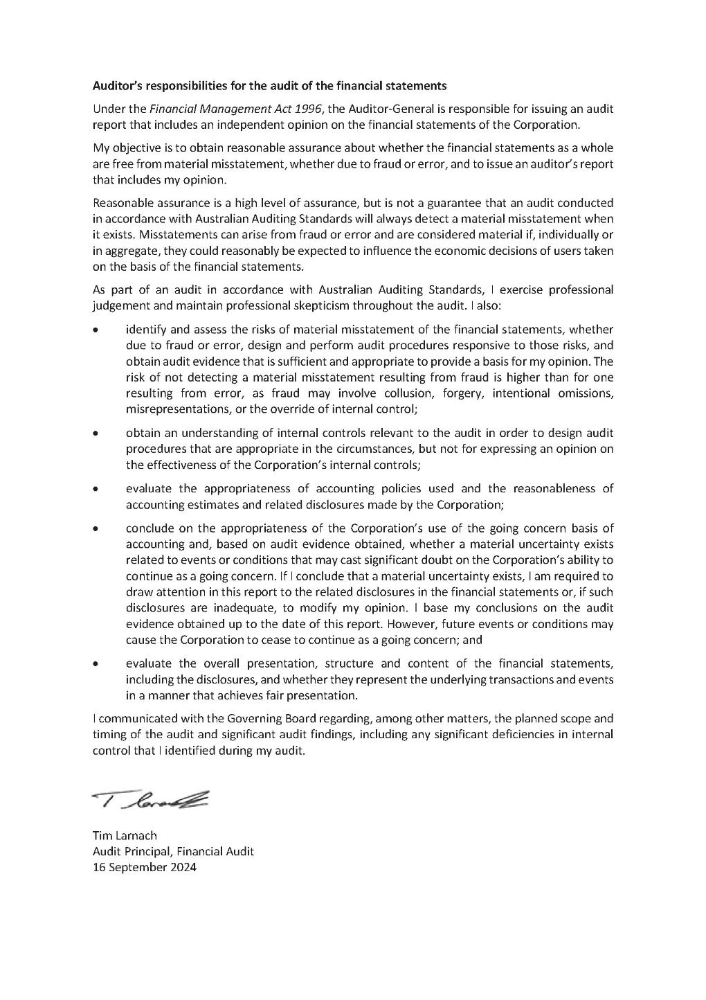 Auditor’s responsibilities for the audit of the financial statements
Under the Financial Management Act 1996, the Auditor-General is responsible for issuing an audit
report that includes an independent opinion on the financial statements of the Corporation.
My objective is to obtain reasonable assurance about whether the financial statements as a whole
are free from material misstatement, whether due to fraud or error, and to issue an auditor’s report
that includes my opinion.
Reasonable assurance is a high level of assurance, but is not a guarantee that an audit conducted
in accordance with Australian Auditing Standards will always detect a material misstatement when
it exists. Misstatements can arise from fraud or error and are considered material if, individually or
in aggregate, they could reasonably be expected to influence the economic decisions of users taken
on the basis of the financial statements.
As part of an audit in accordance with Australian Auditing Standards, I exercise professional
judgement and maintain professional skepticism throughout the audit. I also:
• identify and assess the risks of material misstatement of the financial statements, whether
due to fraud or error, design and perform audit procedures responsive to those risks, and
obtain audit evidence that is sufficient and appropriate to provide a basis for my opinion. The
risk of not detecting a material misstatement resulting from fraud is higher than for one
resulting from error, as fraud may involve collusion, forgery, intentional omissions,
misrepresentations, or the override of internal control;
• obtain an understanding of internal controls relevant to the audit in order to design audit
procedures that are appropriate in the circumstances, but not for expressing an opinion on
the effectiveness of the Corporation’s internal controls;
• evaluate the appropriateness of accounting policies used and the reasonableness of
accounting estimates and related disclosures made by the Corporation;
• conclude on the appropriateness of the Corporation’s use of the going concern basis of
accounting and, based on audit evidence obtained, whether a material uncertainty exists
related to events or conditions that may cast significant doubt on the Corporation’s ability to
continue as a going concern. If I conclude that a material uncertainty exists, I am required to
draw attention in this report to the related disclosures in the financial statements or, if such
disclosures are inadequate, to modify my opinion. I base my conclusions on the audit
evidence obtained up to the date of this report. However, future events or conditions may
cause the Corporation to cease to continue as a going concern; and
• evaluate the overall presentation, structure and content of the financial statements,
including the disclosures, and whether they represent the underlying transactions and events
in a manner that achieves fair presentation.
I communicated with the Governing Board regarding, among other matters, the planned scope and
timing of the audit and significant audit findings, including any significant deficiencies in internal
control that I identified during my audit.
T Larnach
Tim Larnach
Audit Principal, Financial Audit
16 September 2024